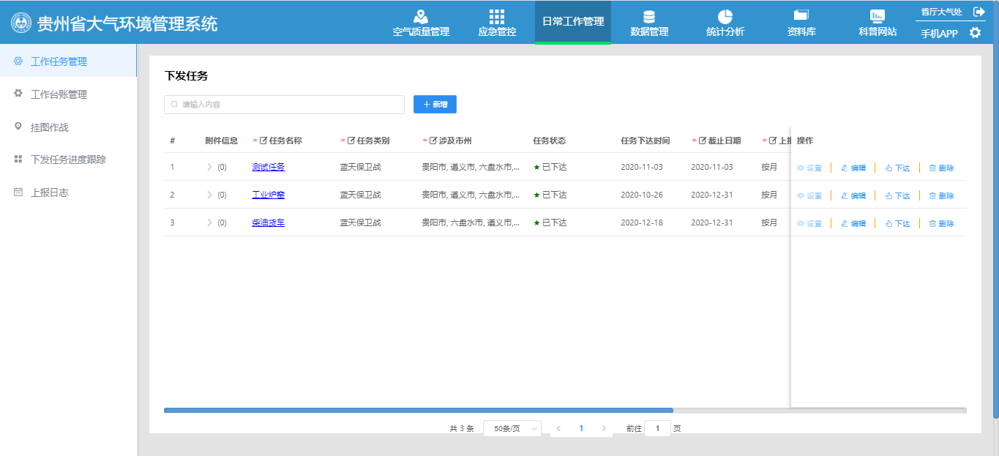 贵州省大气环境管理系统
空气质量管理
应急管控
日常工作管理
数据管理
统计分析
资料库
科普网站
省厅大气处
手机APP
工作任务管理
工作台账管理
挂图作战
下发任务进度跟踪
上报日志
下发任务
请输入内容
+ 新增
# 附件信息 * 任务名称 * 任务类别 * 涉及市州 任务状态 任务下达时间 * 截止日期 * 上报 操作
1 (0) 测试任务 蓝天保卫战 贵阳市, 遵义市, 六盘水市,... ★已下达 2020-11-03 2020-11-03 按月 设置 编辑 下达 删除
2 (0) 工业炉窑 蓝天保卫战 贵阳市, 遵义市, 六盘水市,... ★已下达 2020-10-26 2020-12-31 按月 设置 编辑 下达 删除
3 (0) 柴油货车 蓝天保卫战 贵阳市, 六盘水市, 遵义市,... ★已下达 2020-12-18 2020-12-31 按月 设置 编辑 下达 删除
共 3 条 50条/页 < 1 > 前往 1 页